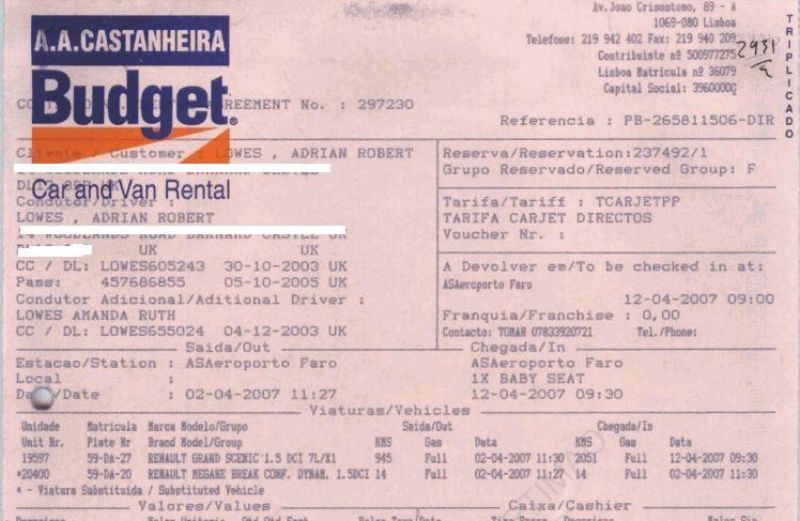 Av. Joao Crisostomo, 89 - A
1069-080 Lisboa
Telefone: 219 942 402 Fax: 219 940 209
Contribuinte nº 500977275
Lisboa Matricula nº 36079
Capital Social: 3960000Ç
2931
TRIPLICADO
A.A.CASTANHEIRA
Budget®
Car and Van Rental
AGREEMENT No. : 297230
Referencia : PB-265811506-DIR
Cliente / Customer : LOWES , ADRIAN ROBERT
Condutor/Driver :
LOWES , ADRIAN ROBERT
UK UK
CC / DL: LOWES605243 30-10-2003 UK
Pass: 457686855 05-10-2005 UK
Condutor Adicional/Aditional Driver :
LOWES AMANDA RUTH
CC / DL: LOWES655024 04-12-2003 UK
Reserva/Reservation:237492/1
Grupo Reservado/Reserved Group: F
Tarifa/Tariff : TCARJETPP
TARIFA CARJET DIRECTOS
Voucher Nr. :
A Devolver em/To be checked in at:
ASAeroporto Faro
12-04-2007 09:00
Franquia/Franchise : 0,00
Contacto: TOMAR 07833920721 Tel./Phone:
Saida/Out
Estacao/Station : ASAeroporto Faro
Local :
/Date : 02-04-2007 11:27
Chegada/In
ASAeroporto Faro
1X BABY SEAT
12-04-2007 09:30
Viaturas/Vehicles
Unidade Matricula Marca Modelo/Grupo Saida/Out Chegada/In
Unit Nr. Plate Nr Brand Model/Group KMS Gas Data KMS Gas Data
19597 59-DA-27 RENAULT GRAND SCENIC 1.5 DCI 7L/K1 945 Full 02-04-2007 11:30 2051 Full 12-04-2007 09:30
*20400 59-DA-20 RENAULT MEGANE BREAK CONF. DYNAM. 1.5DCI 14 Full 02-04-2007 11:27 14 Full 02-04-2007 11:30
* - Viatura Substituida / Substituted Vehicle
Valores/Values Caixa/Cashier